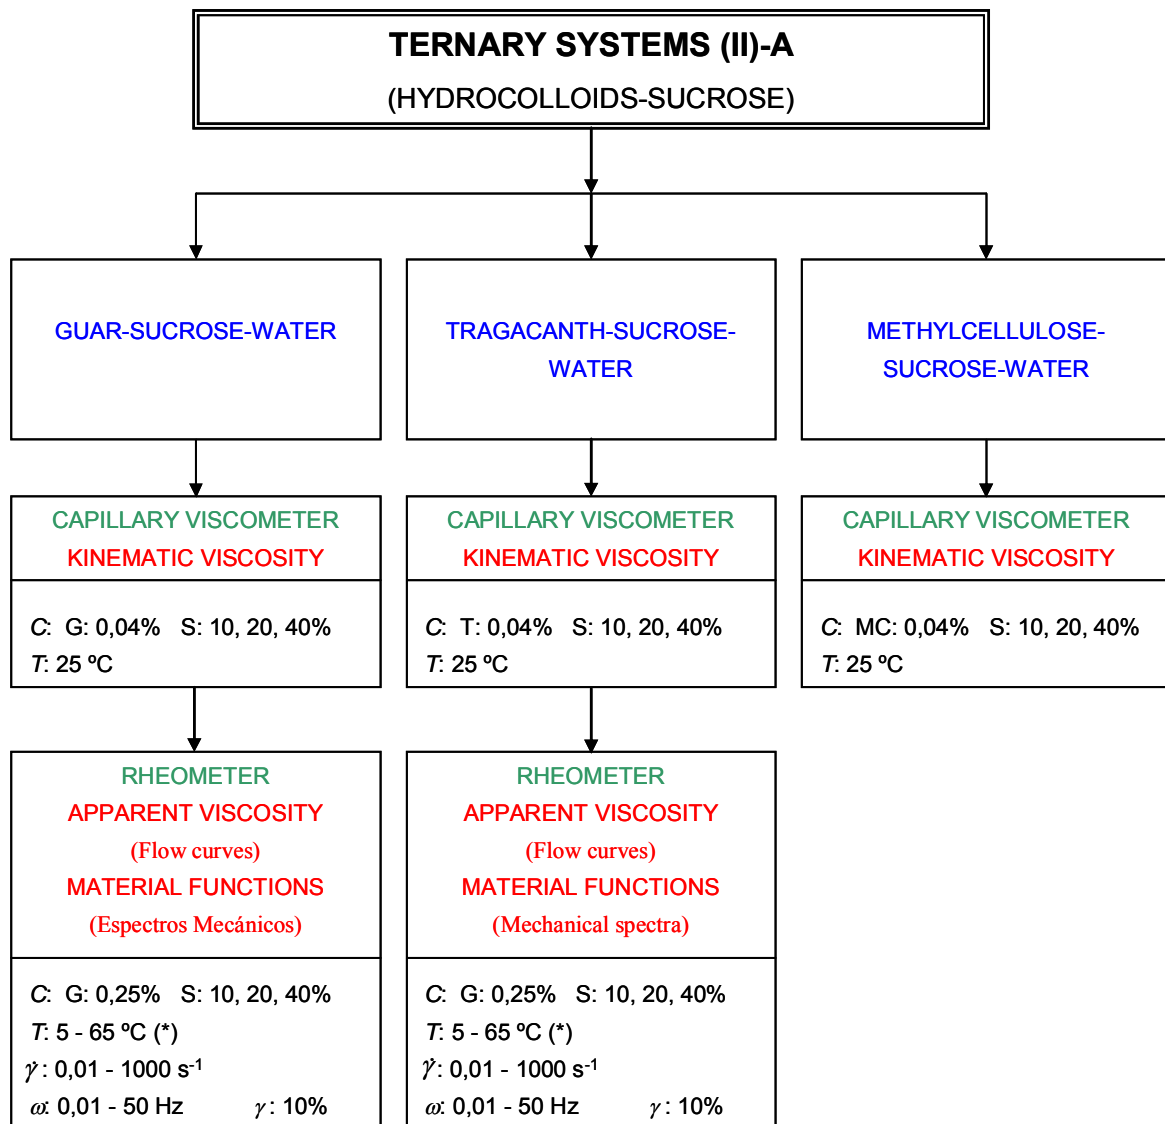 TERNARY SYSTEMS (II)-A
(HYDROCOLLOIDS-SUCROSE)
GUAR-SUCROSE-WATER
TRAGACANTH-SUCROSE-
WATER
METHYLCELLULOSE-
SUCROSE-WATER
CAPILLARY VISCOMETER
KINEMATIC VISCOSITY
C: G: 0,04% S: 10, 20, 40%
T: 25 ºC
CAPILLARY VISCOMETER
KINEMATIC VISCOSITY
C: T: 0,04% S: 10, 20, 40%
T: 25 ºC
CAPILLARY VISCOMETER
KINEMATIC VISCOSITY
C: MC: 0,04% S: 10, 20, 40%
T: 25 ºC
RHEOMETER
APPARENT VISCOSITY
(Flow curves)
MATERIAL FUNCTIONS
(Espectros Mecánicos)
C: G: 0,25% S: 10, 20, 40%
T: 5 - 65 ºC (*)
γ̇: 0,01 - 1000 s⁻¹
ω: 0,01 - 50 Hz γ: 10%
RHEOMETER
APPARENT VISCOSITY
(Flow curves)
MATERIAL FUNCTIONS
(Mechanical spectra)
C: G: 0,25% S: 10, 20, 40%
T: 5 - 65 ºC (*)
γ̇: 0,01 - 1000 s⁻¹
ω: 0,01 - 50 Hz γ: 10%